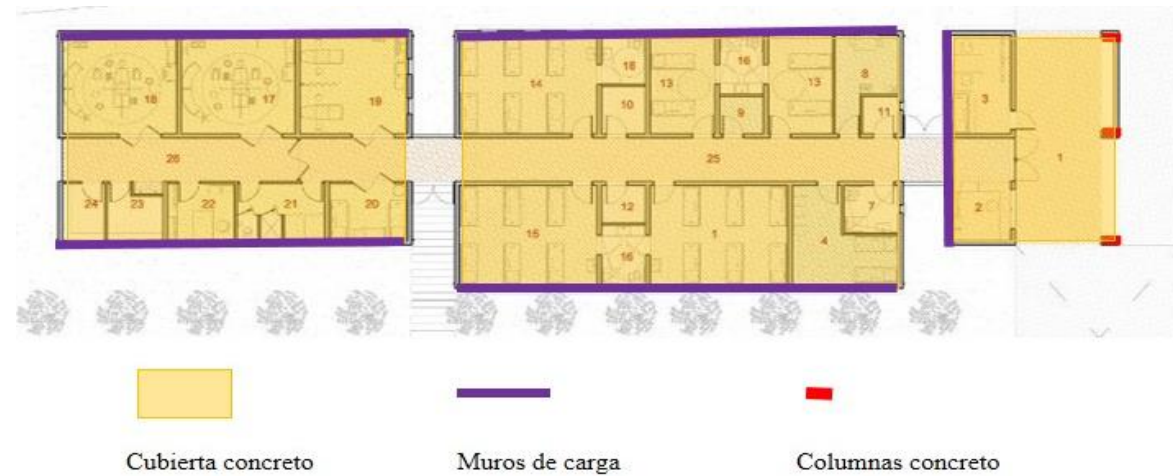 18 17 19 14 18 10 13 16 9 13 8 11 3
26 25 1
24 23 22 21 20 15 12 16 1 4 7 2
Cubierta concreto Muros de carga Columnas concreto